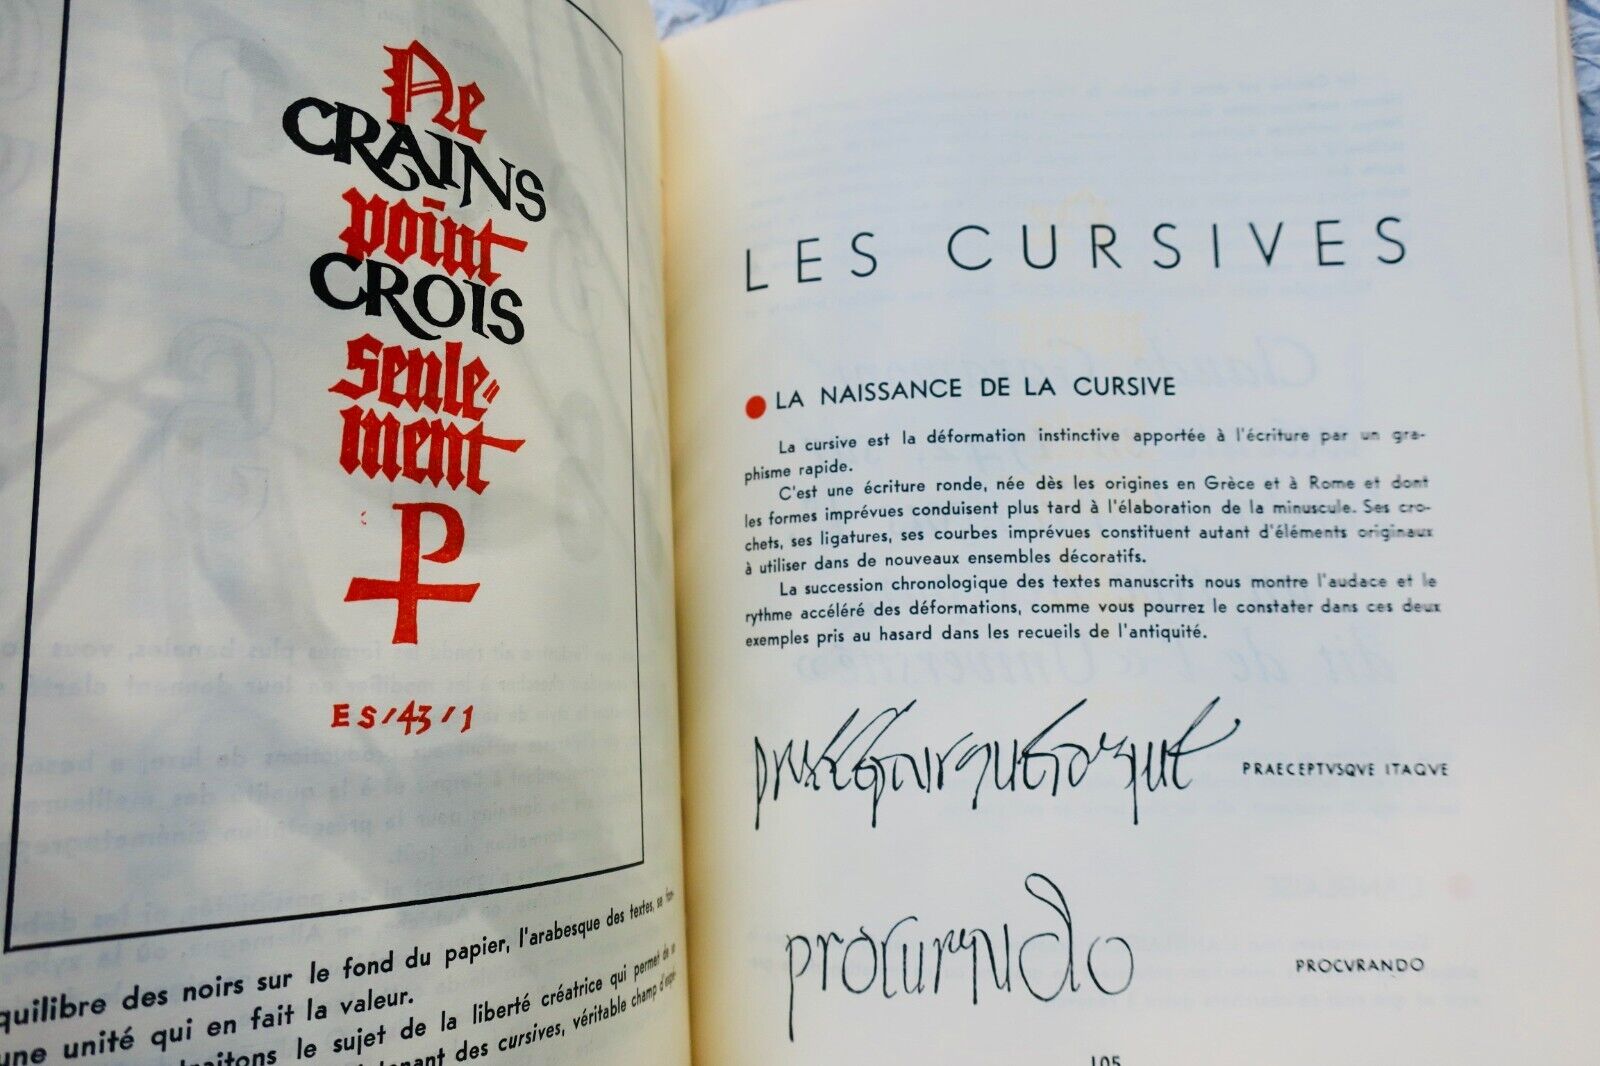 Ne
CRAINS
point
CROIS
seule=
ment
ES/43/1
quilibre des noirs sur le fond du papier, l'arabesque des textes, se
une unité qui en fait la valeur.
le sujet de la liberté créatrice qui permet de
des cursives, véritable champ
LES CURSIVES
LA NAISSANCE DE LA CURSIVE
La cursive est la déformation instinctive apportée à l'écriture par un gra-
phisme rapide.
C'est une écriture ronde, née dès les origines en Grèce et à Rome et dont
les formes imprévues conduisent plus tard à l'élaboration de la minuscule. Ses cro-
chets, ses ligatures, ses courbes imprévues constituent autant d'éléments originaux
à utiliser dans de nouveaux ensembles décoratifs.
La succession chronologique des textes manuscrits nous montre l'audace et le
rythme accéléré des déformations, comme vous pourrez le constater dans ces deux
exemples pris au hasard dans les recueils de l'antiquité.
PRAECEPTVSQVE ITAQVE
procurando
PROCVRANDO
105